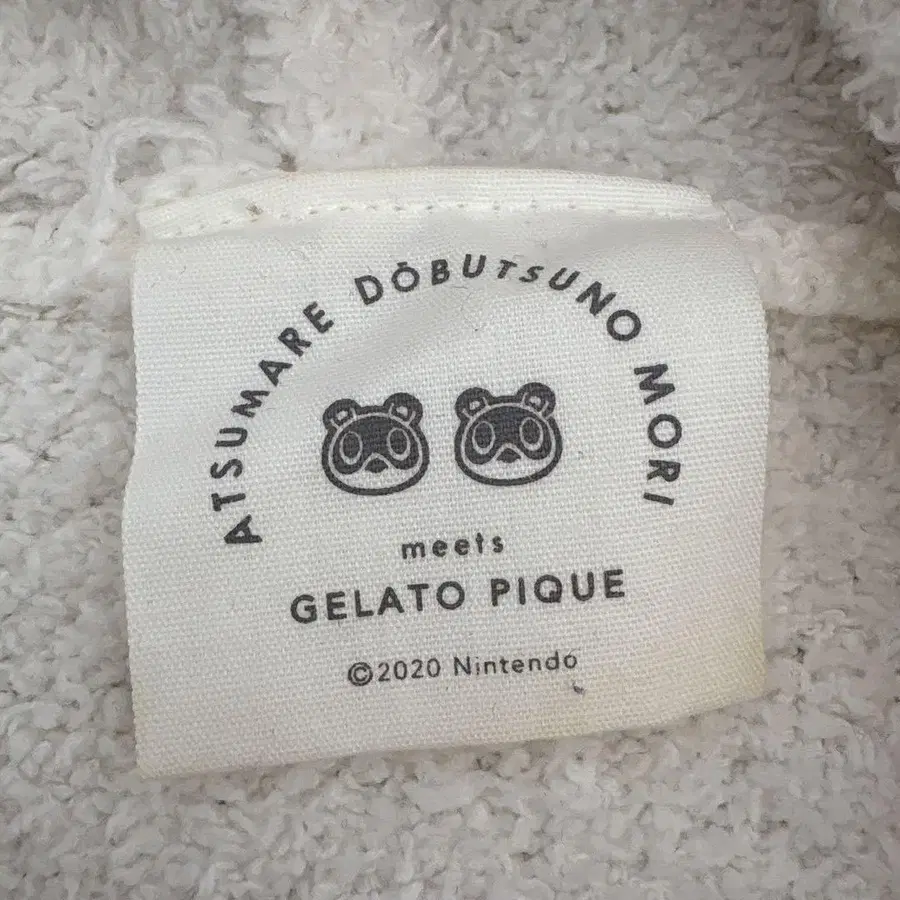 ATSUMARE DŌBUTSUNO MORI
meets
GELATO PIQUE
©2020 Nintendo